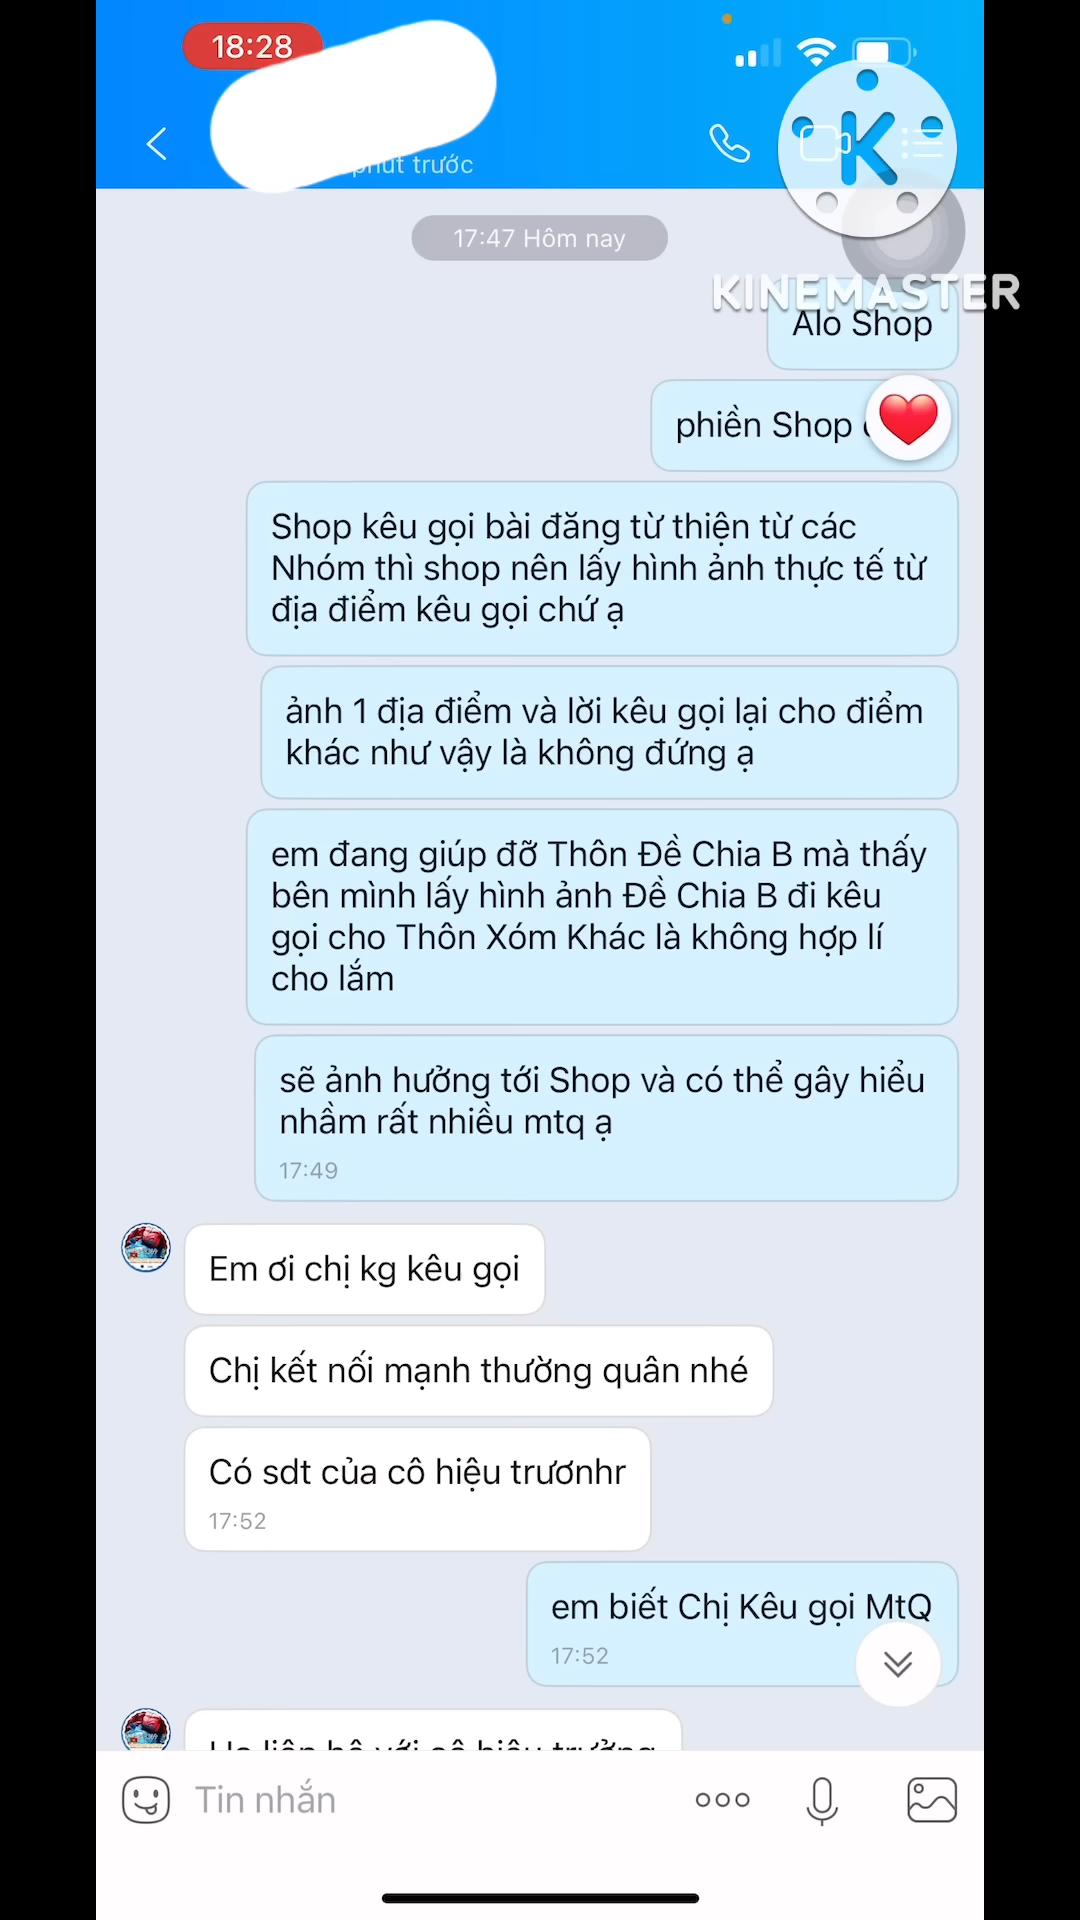 18:28
phút trước
17:47 Hôm nay
KINEMASTER
Alo Shop
phiền Shop
Shop kêu gọi bài đăng từ thiện từ các
Nhóm thì shop nên lấy hình ảnh thực tế từ
địa điểm kêu gọi chứ ạ
ảnh 1 địa điểm và lời kêu gọi lại cho điểm
khác như vậy là không đứng ạ
em đang giúp đỡ Thôn Đề Chia B mà thấy
bên mình lấy hình ảnh Đề Chia B đi kêu
gọi cho Thôn Xóm Khác là không hợp lí
cho lắm
sẽ ảnh hưởng tới Shop và có thể gây hiểu
nhầm rất nhiều mtq ạ
17:49
Em ơi chị kg kêu gọi
Chị kết nối mạnh thường quân nhé
Có sdt của cô hiệu trươnhr
17:52
em biết Chị Kêu gọi MtQ
17:52
liên hệ với cô hiệu trưởng
Tin nhắn